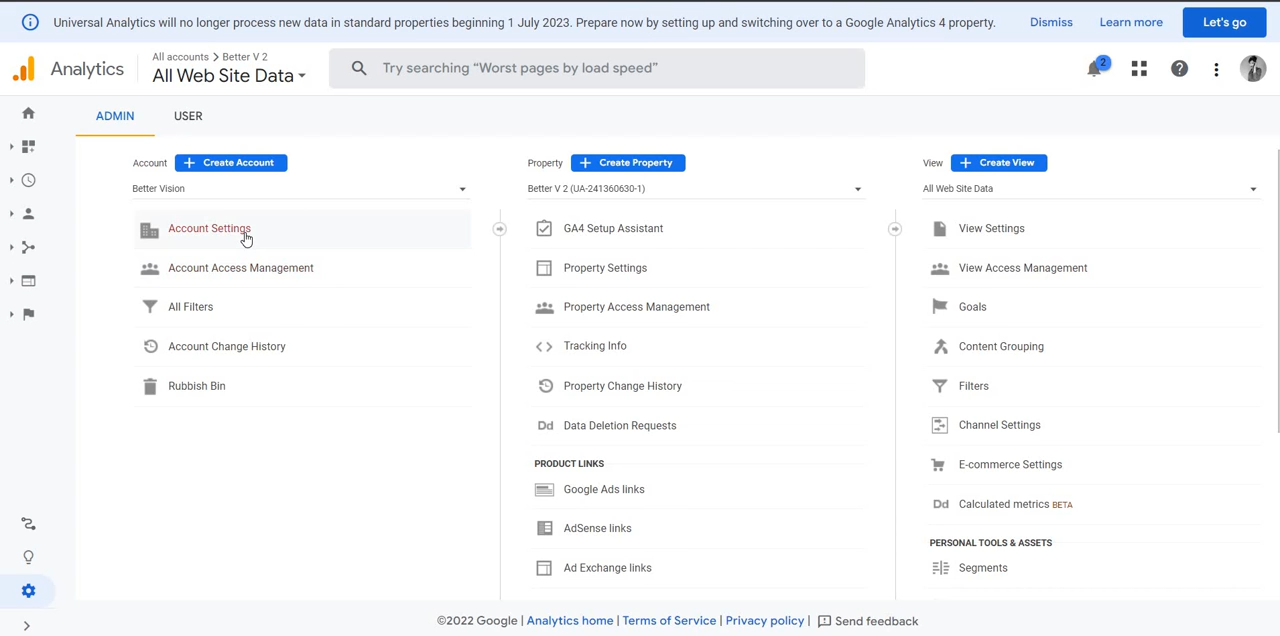 Universal Analytics will no longer process new data in standard properties beginning 1 July 2023. Prepare now by setting up and switching over to a Google Analytics 4 property.
Dismiss
Learn more
Let's go
Analytics
All accounts > Better V 2
All Web Site Data
Try searching “Worst pages by load speed”
2
ADMIN
USER
Account
+ Create Account
Better Vision
Account Settings
Account Access Management
All Filters
Account Change History
Rubbish Bin
Property
+ Create Property
Better V 2 (UA-241360630-1)
GA4 Setup Assistant
Property Settings
Property Access Management
Tracking Info
Property Change History
Dd Data Deletion Requests
PRODUCT LINKS
Google Ads links
AdSense links
Ad Exchange links
View
+ Create View
All Web Site Data
View Settings
View Access Management
Goals
Content Grouping
Filters
Channel Settings
E-commerce Settings
Dd Calculated metrics BETA
PERSONAL TOOLS & ASSETS
Segments
©2022 Google | Analytics home | Terms of Service | Privacy policy | Send feedback